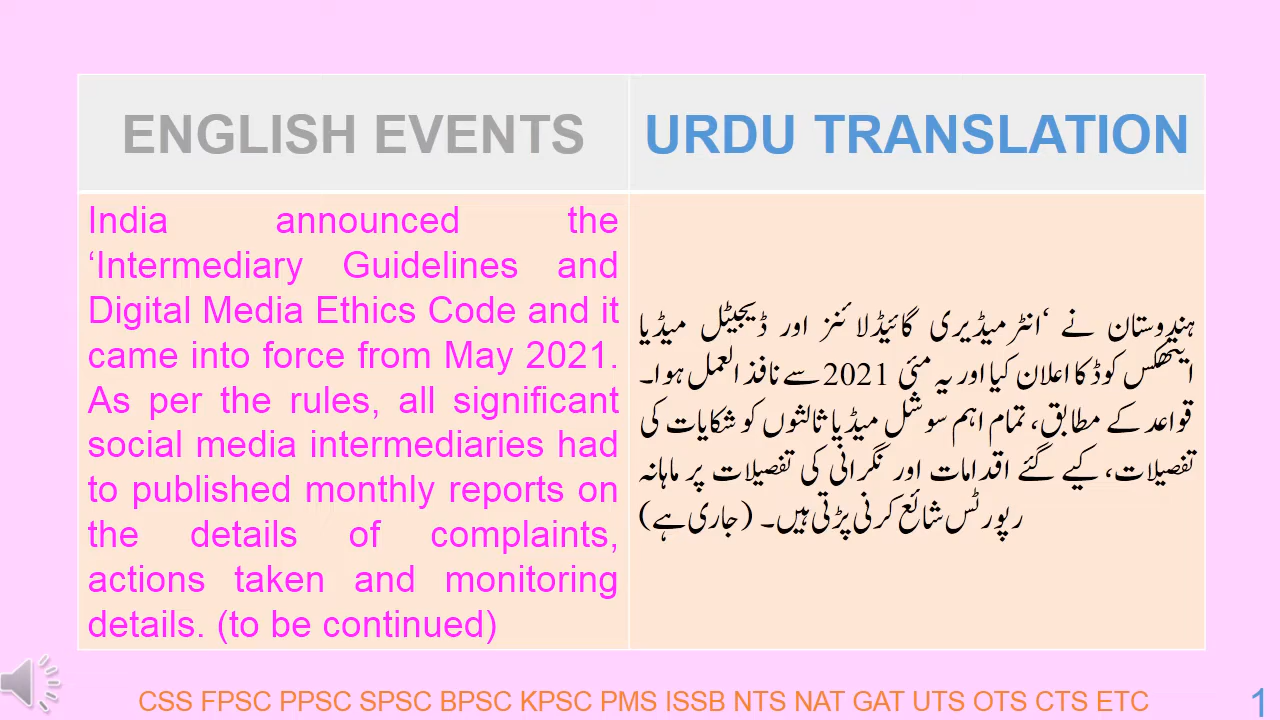 ENGLISH EVENTS
URDU TRANSLATION
India announced the
‘Intermediary Guidelines and
Digital Media Ethics Code and it
came into force from May 2021.
As per the rules, all significant
social media intermediaries had
to published monthly reports on
the details of complaints,
actions taken and monitoring
details. (to be continued)
ہندوستان نے ‘انٹرمیڈیری گائیڈلائنز اور ڈیجیٹل میڈیا
ایتھکس کوڈ کا اعلان کیا اور یہ مئی 2021 سے نافذ العمل ہوا۔
قواعد کے مطابق، تمام اہم سوشل میڈیا ثالثوں کو شکایات کی
تفصیلات، کیے گئے اقدامات اور نگرانی کی تفصیلات پر ماہانہ
رپورٹس شائع کرنی پڑتی ہیں۔ (جاری ہے)
CSS FPSC PPSC SPSC BPSC KPSC PMS ISSB NTS NAT GAT UTS OTS CTS ETC
1